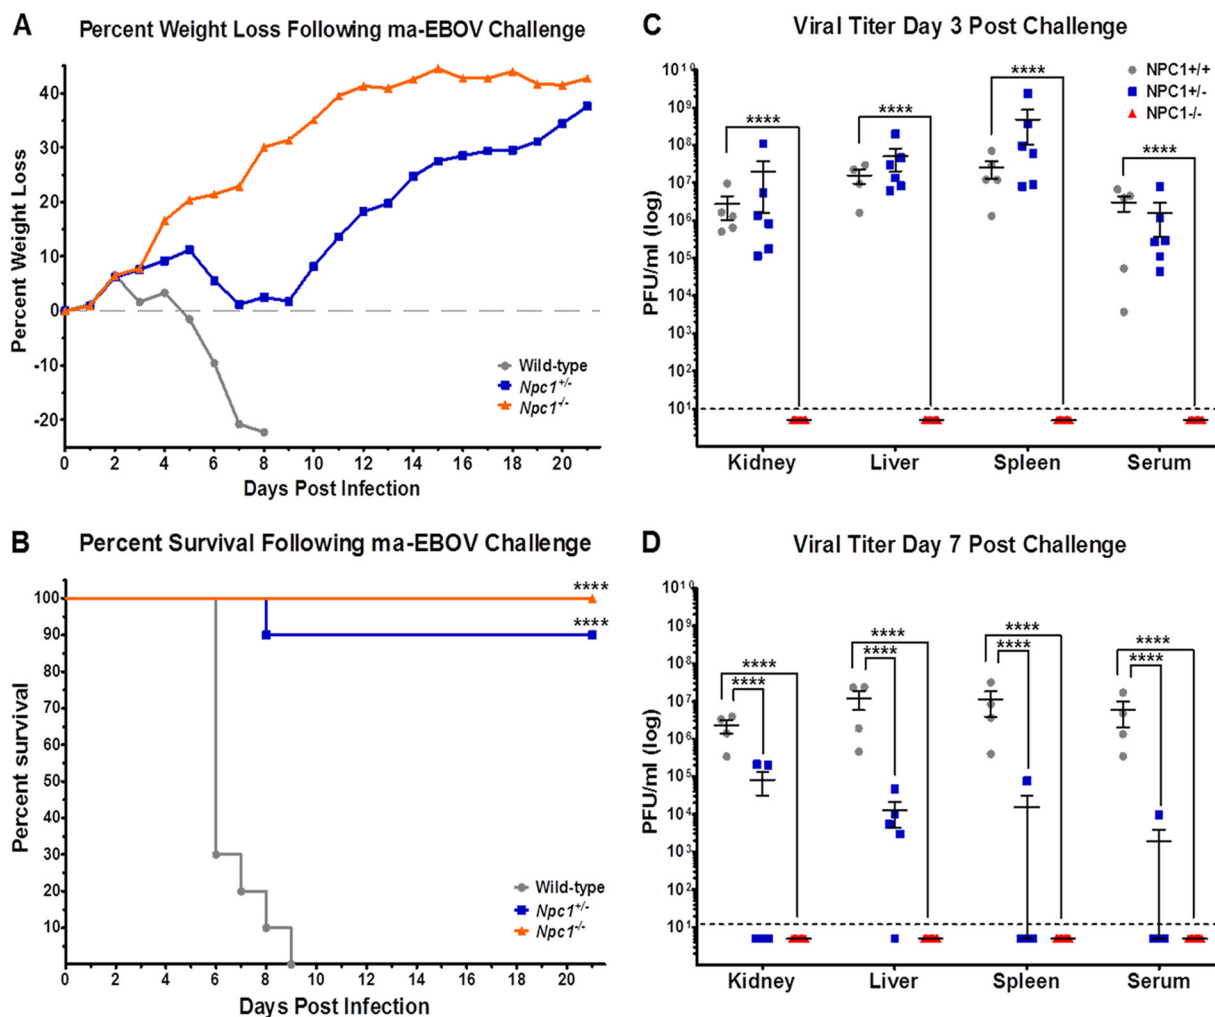 A
Percent Weight Loss Following ma-EBOV Challenge
Percent Weight Loss
40
30
20
10
0
-10
-20
0 2 4 6 8 10 12 14 16 18 20
Days Post Infection
Wild-type
Npc1+/-
Npc1-/-
B
Percent Survival Following ma-EBOV Challenge
Percent survival
100
90
80
70
60
50
40
30
20
10
0 2 4 6 8 10 12 14 16 18 20
Days Post Infection
****
****
Wild-type
Npc1+/-
Npc1-/-
C
Viral Titer Day 3 Post Challenge
PFU/ml (log)
10^10
10^9
10^8
10^7
10^6
10^5
10^4
10^3
10^2
10^1
**** **** **** ****
NPC1+/+
NPC1+/-
NPC1-/-
Kidney Liver Spleen Serum
D
Viral Titer Day 7 Post Challenge
PFU/ml (log)
10^10
10^9
10^8
10^7
10^6
10^5
10^4
10^3
10^2
10^1
**** **** **** ****
**** **** **** ****
Kidney Liver Spleen Serum